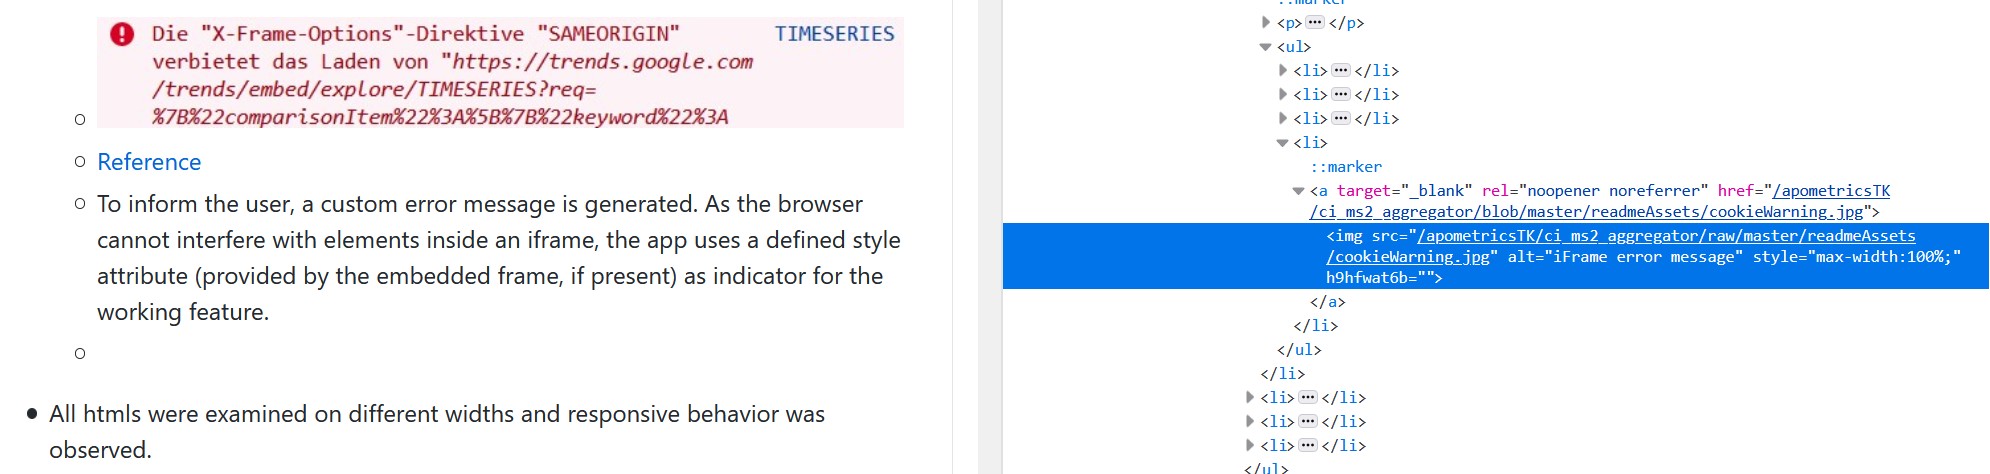 Die "X-Frame-Options"-Direktive "SAMEORIGIN" TIMESERIES
verbietet das Laden von "https://trends.google.com
/trends/embed/explore/TIMESERIES?req=
%7B%22comparisonItem%22%3A%5B%7B%22keyword%22%3A
Reference
To inform the user, a custom error message is generated. As the browser
cannot interfere with elements inside an iframe, the app uses a defined style
attribute (provided by the embedded frame, if present) as indicator for the
working feature.
All htmls were examined on different widths and responsive behavior was
observed.
::marker
<p>•••</p>
<ul>
<li>•••</li>
<li>•••</li>
<li>•••</li>
<li>
::marker
<a target="_blank" rel="noopener noreferrer" href="/apometricsTK
/ci_ms2_aggregator/blob/master/readmeAssets/cookieWarning.jpg">
<img src="/apometricsTK/ci_ms2_aggregator/raw/master/readmeAssets
/cookieWarning.jpg" alt="iFrame error message" style="max-width:100%;"
h9hfwat6b="">
</a>
</li>
</ul>
</li>
<li>•••</li>
<li>•••</li>
<li>•••</li>
</ul>